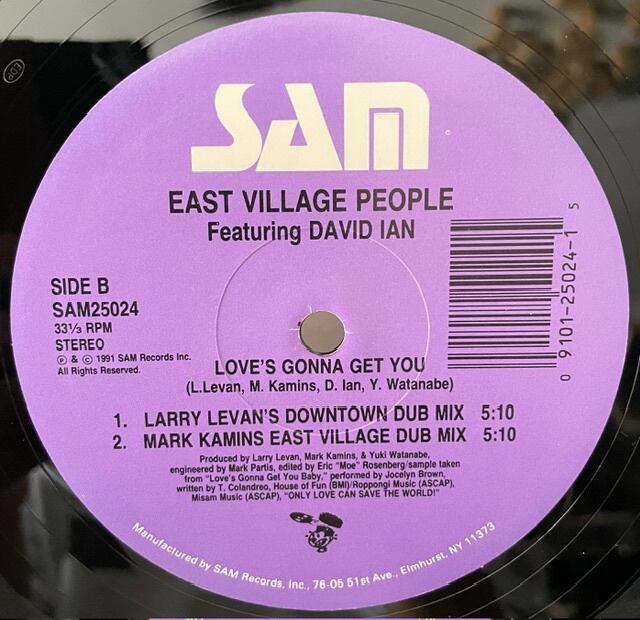 EDP
SAM
EAST VILLAGE PEOPLE
Featuring DAVID IAN
SIDE B
SAM25024
33⅓ RPM
STEREO
Ⓟ & © 1991 SAM Records Inc.
All Rights Reserved.
0 9101-25024-1 5
LOVE'S GONNA GET YOU
(L.Levan, M. Kamins, D. Ian, Y. Watanabe)
1. LARRY LEVAN'S DOWNTOWN DUB MIX 5:10
2. MARK KAMINS EAST VILLAGE DUB MIX 5:10
Produced by Larry Levan, Mark Kamins, & Yuki Watanabe,
engineered by Mark Partis, edited by Eric "Moe" Rosenberg/sample taken
from "Love's Gonna Get You Baby," performed by Jocelyn Brown,
written by T. Colandreo, House of Fun (BMI)/Roppongi Music (ASCAP),
Misam Music (ASCAP), "ONLY LOVE CAN SAVE THE WORLD!"
Manufactured by SAM Records, Inc., 76-05 51st Ave., Elmhurst, NY 11373